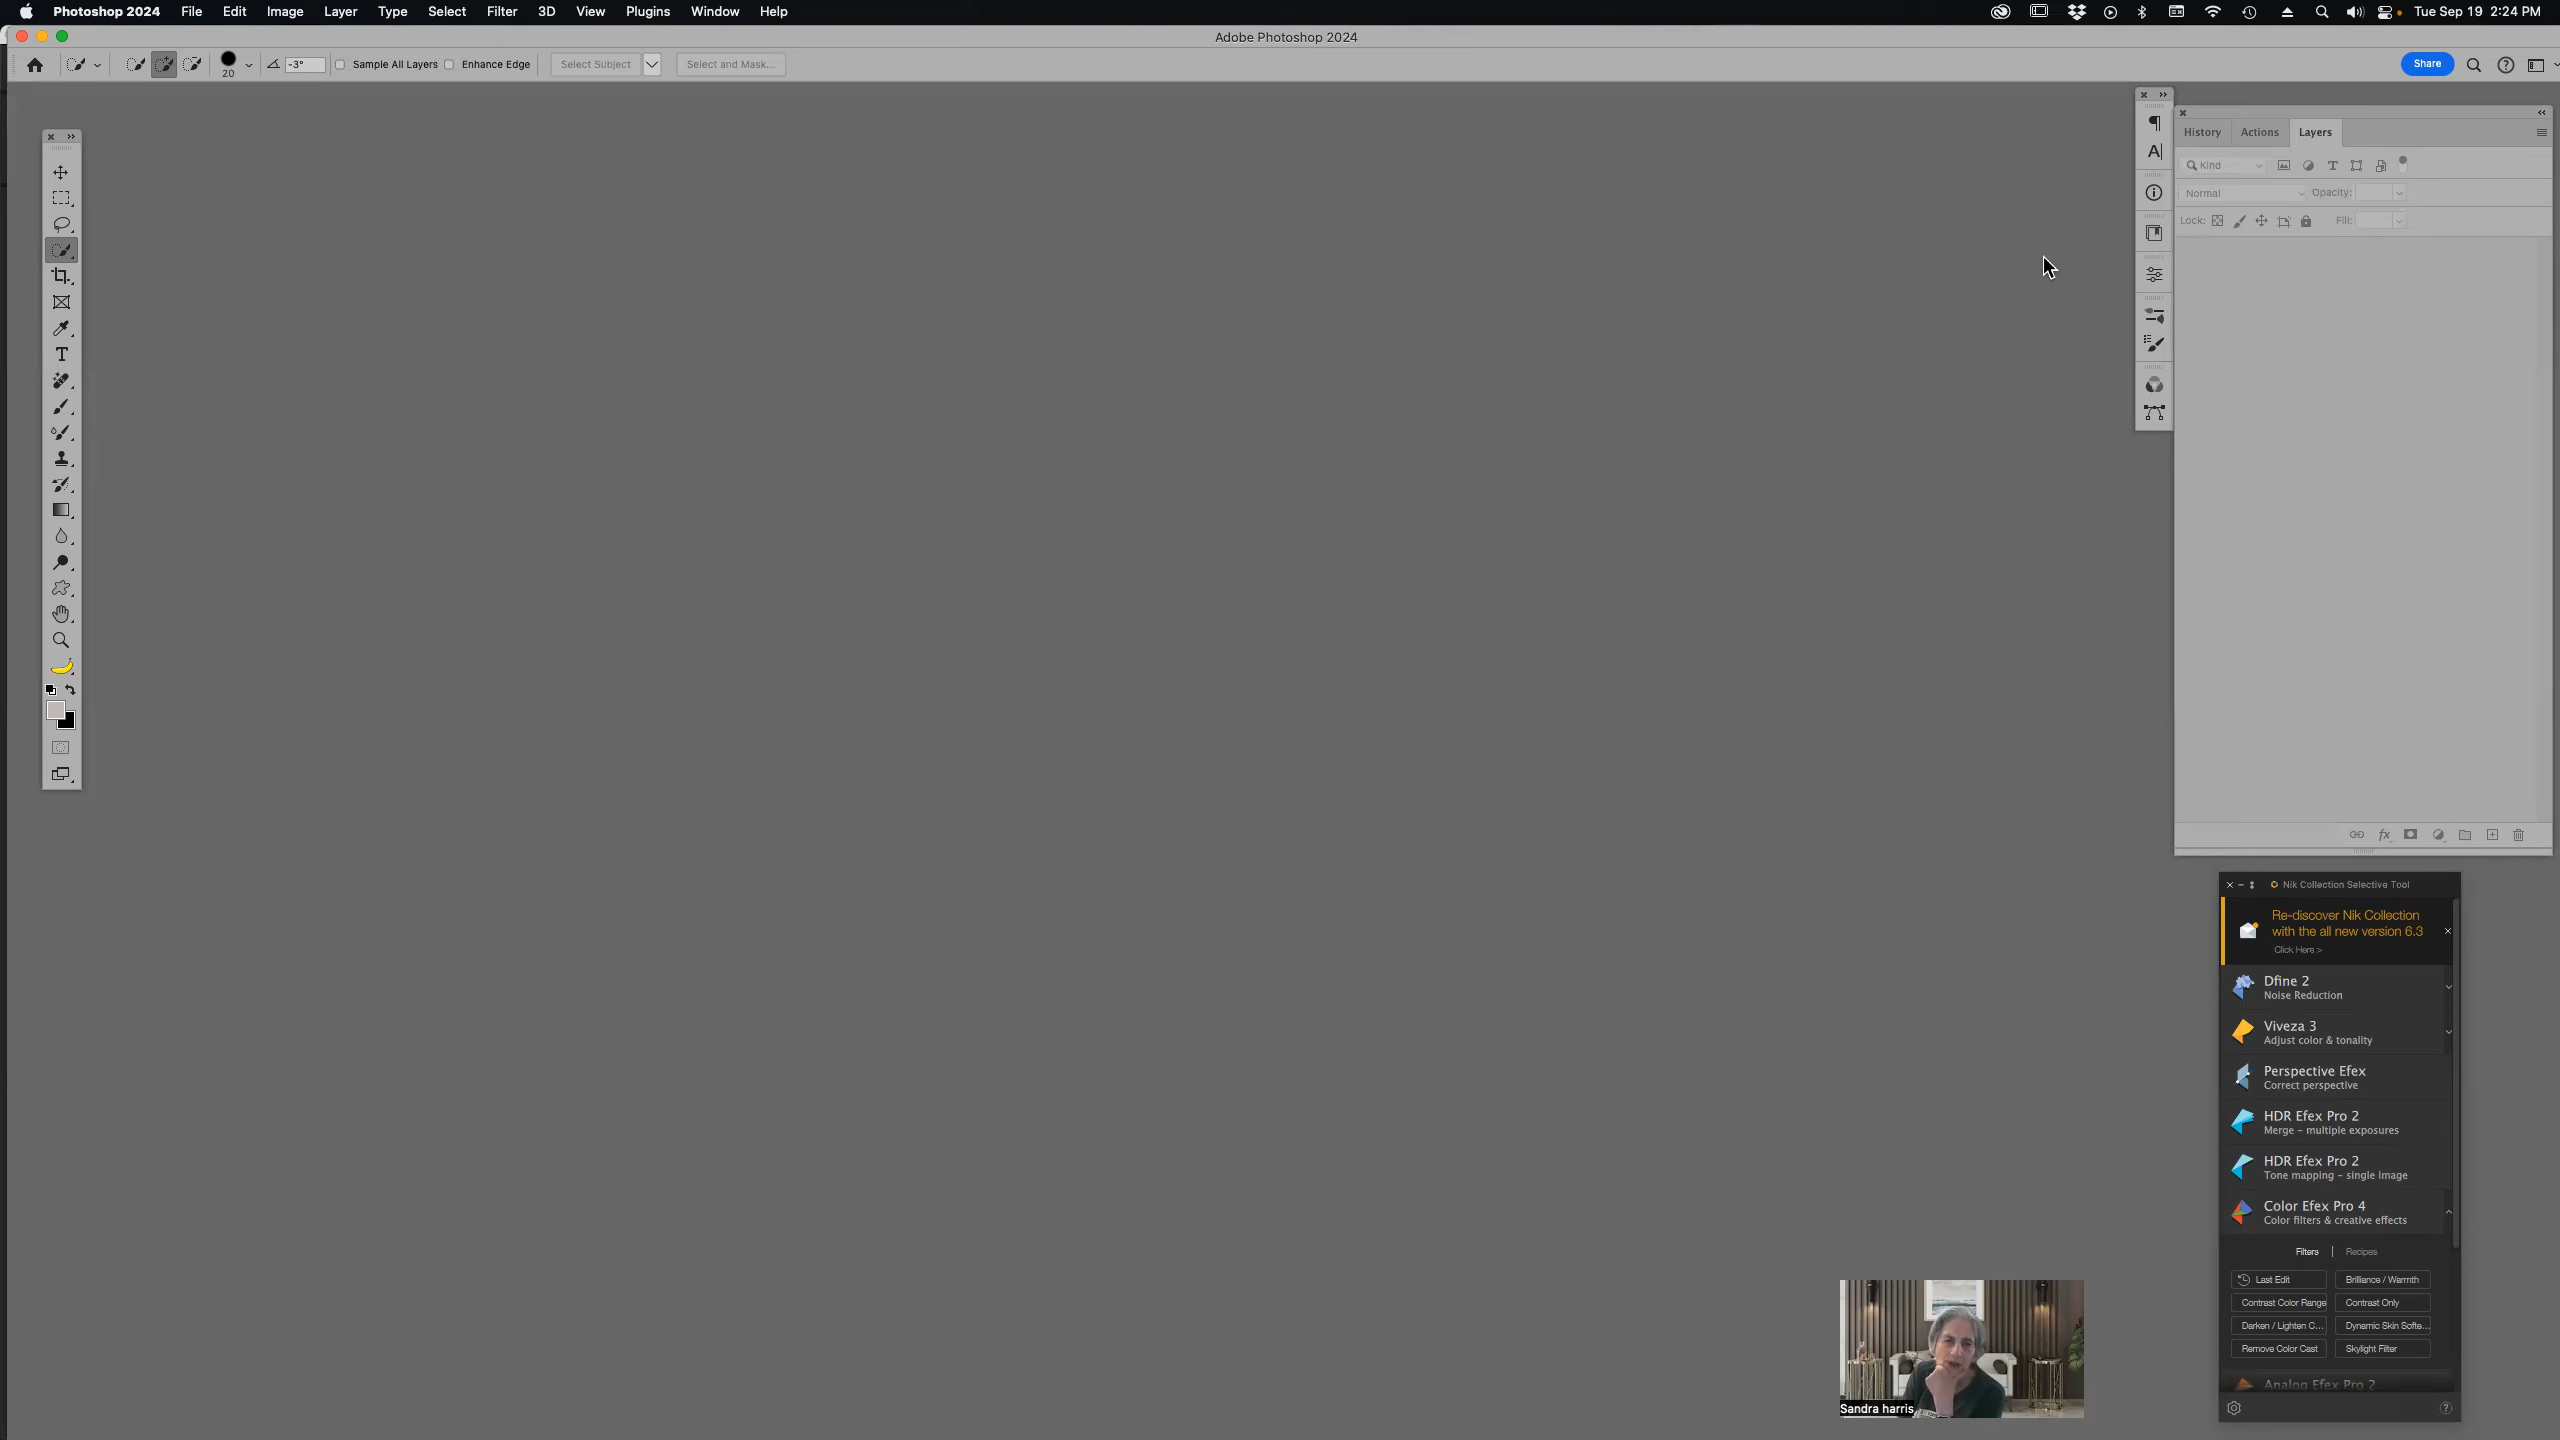 Photoshop 2024 File Edit Image Layer Type Select Filter 3D View Plugins Window Help Tue Sep 19 2:24 PM
Adobe Photoshop 2024
20 -3° Sample All Layers Enhance Edge Select Subject Select and Mask... Share
History Actions Layers
Kind
Normal Opacity:
Lock: Fill:
Nik Collection Selective Tool
Re-discover Nik Collection
with the all new version 6.3
Click Here >
Dfine 2
Noise Reduction
Viveza 3
Adjust color & tonality
Perspective Efex
Correct perspective
HDR Efex Pro 2
Merge – multiple exposures
HDR Efex Pro 2
Tone mapping – single image
Color Efex Pro 4
Color filters & creative effects
Filters | Recipes
Last Edit Brilliance / Warmth
Contrast Color Range Contrast Only
Darken / Lighten C... Dynamic Skin Softe...
Remove Color Cast Skylight Filter
Analog Efex Pro 2
Sandra harris